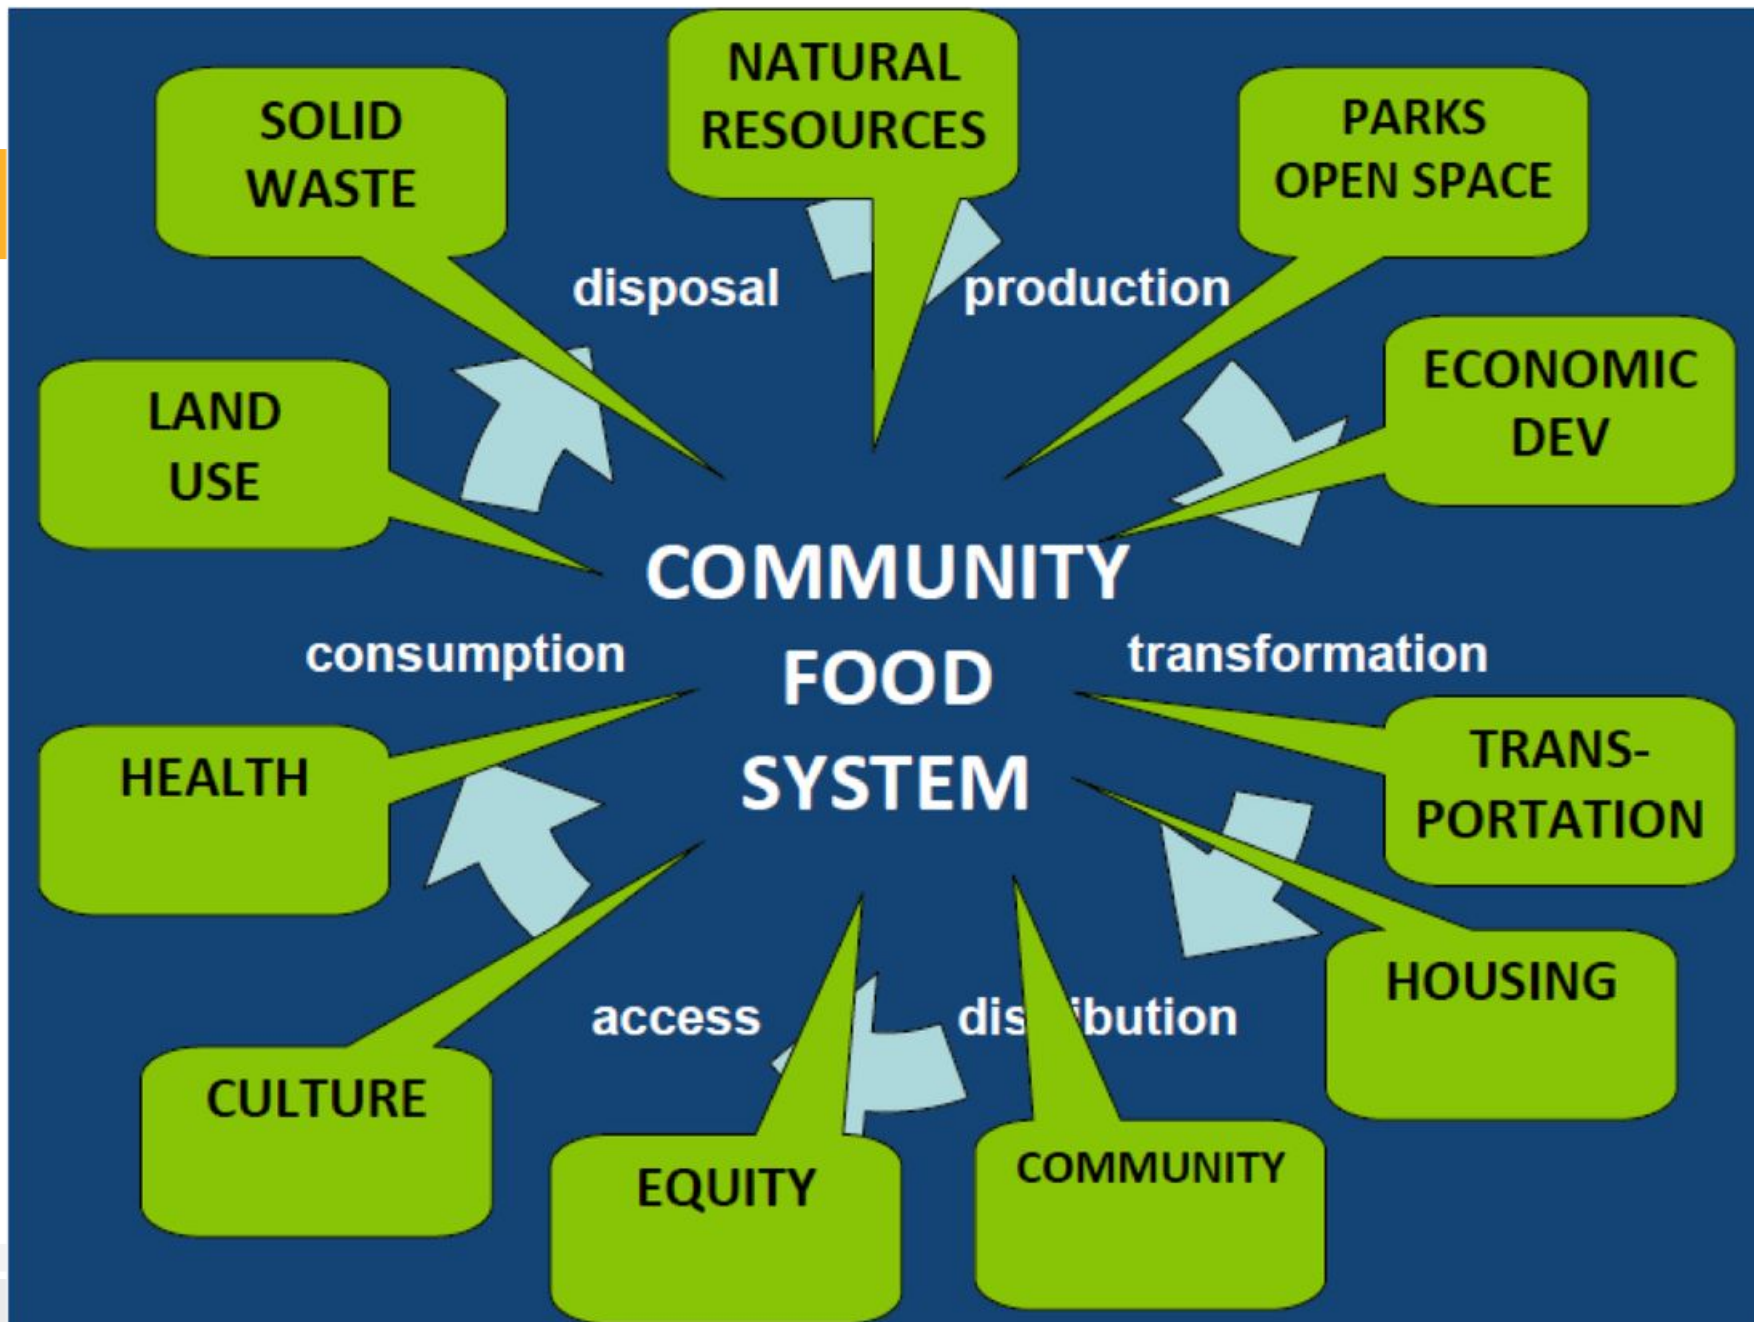 NATURAL
RESOURCES
SOLID
WASTE
PARKS
OPEN SPACE
disposal
production
ECONOMIC
DEV
LAND
USE
COMMUNITY
FOOD
SYSTEM
consumption
transformation
HEALTH
TRANS-
PORTATION
HOUSING
access
distribution
CULTURE
EQUITY
COMMUNITY